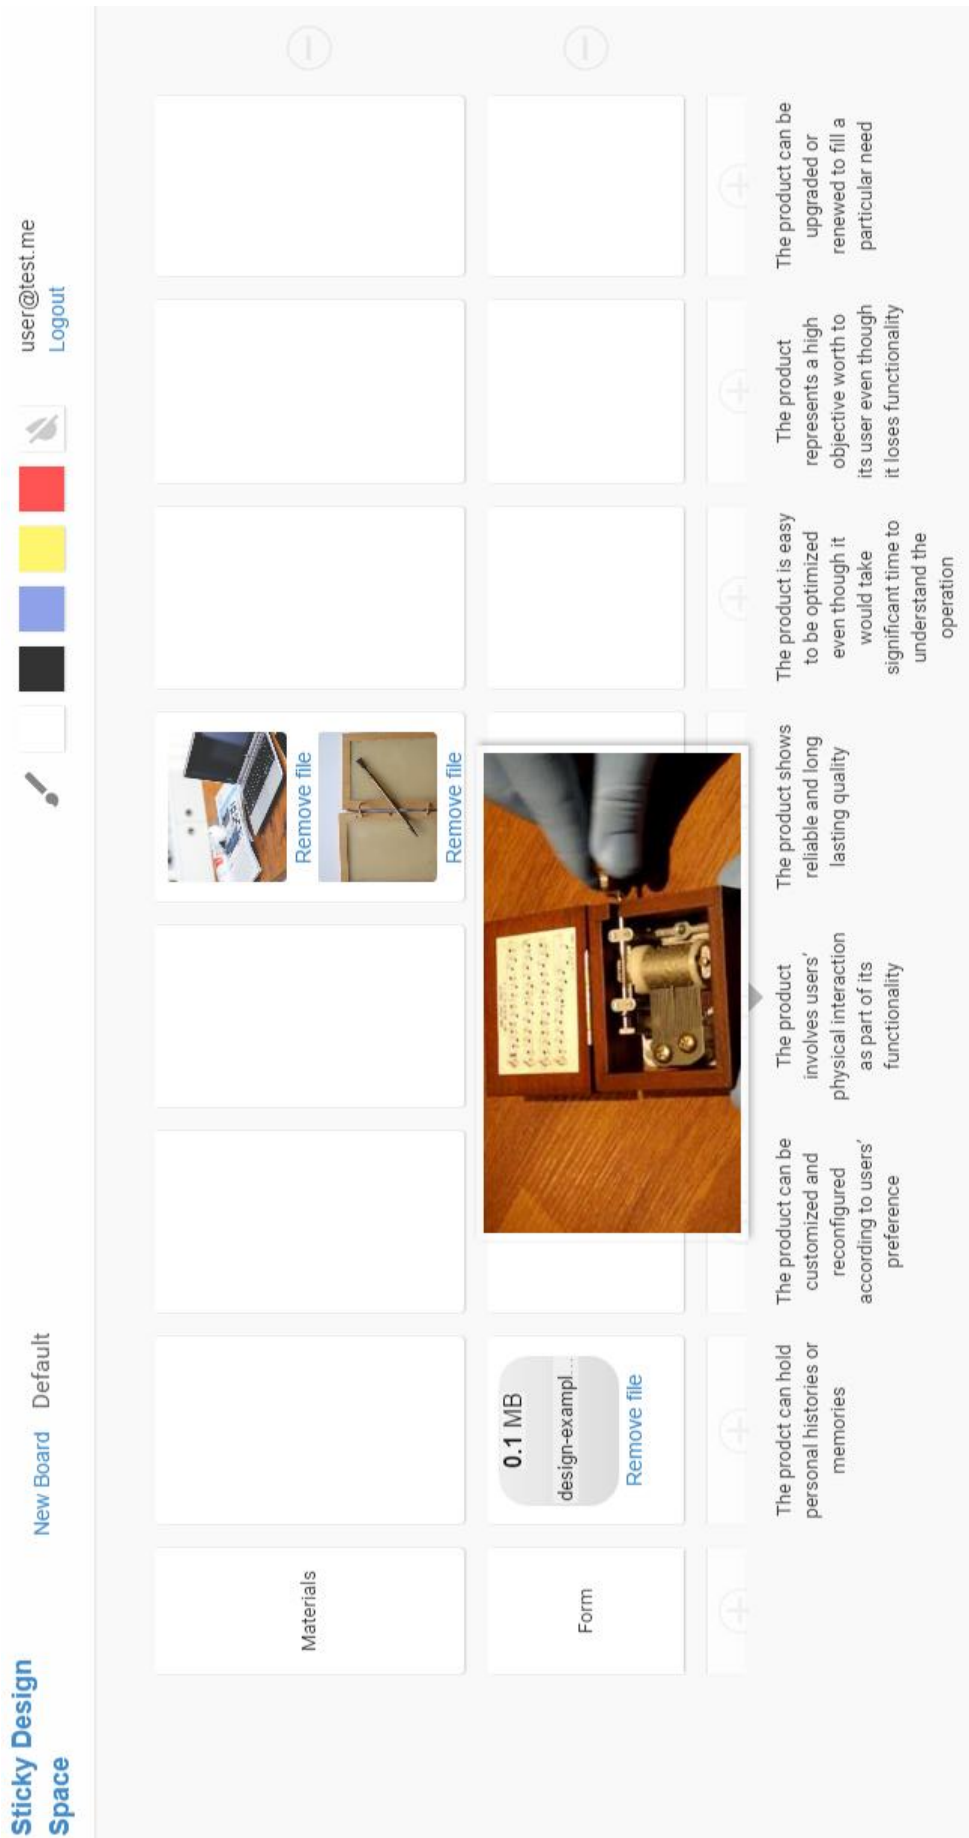 Sticky Design
Space
New Board
Default
user@test.me
Logout
Materials
Remove file
Remove file
Form
0.1 MB
design-exampl...
Remove file
The prodct can hold
personal histories or
memories
The product can be
customized and
reconfigured
according to users’
preference
The product
involves users’
physical interaction
as part of its
functionality
The product shows
reliable and long
lasting quality
The product is easy
to be optimized
even though it
would take
significant time to
understand the
operation
The product
represents a high
objective worth to
its user even though
it loses functionality
The product can be
upgraded or
renewed to fill a
particular need